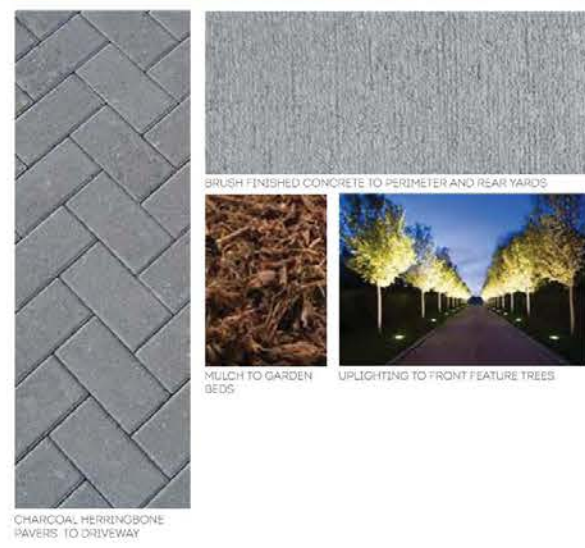 BRUSH FINISHED CONCRETE TO PERIMETER AND REAR YARDS
MULCH TO GARDEN
BEDS
UPLIGHTING TO FRONT FEATURE TREES
CHARCOAL HERRINGBONE
PAVERS TO DRIVEWAY